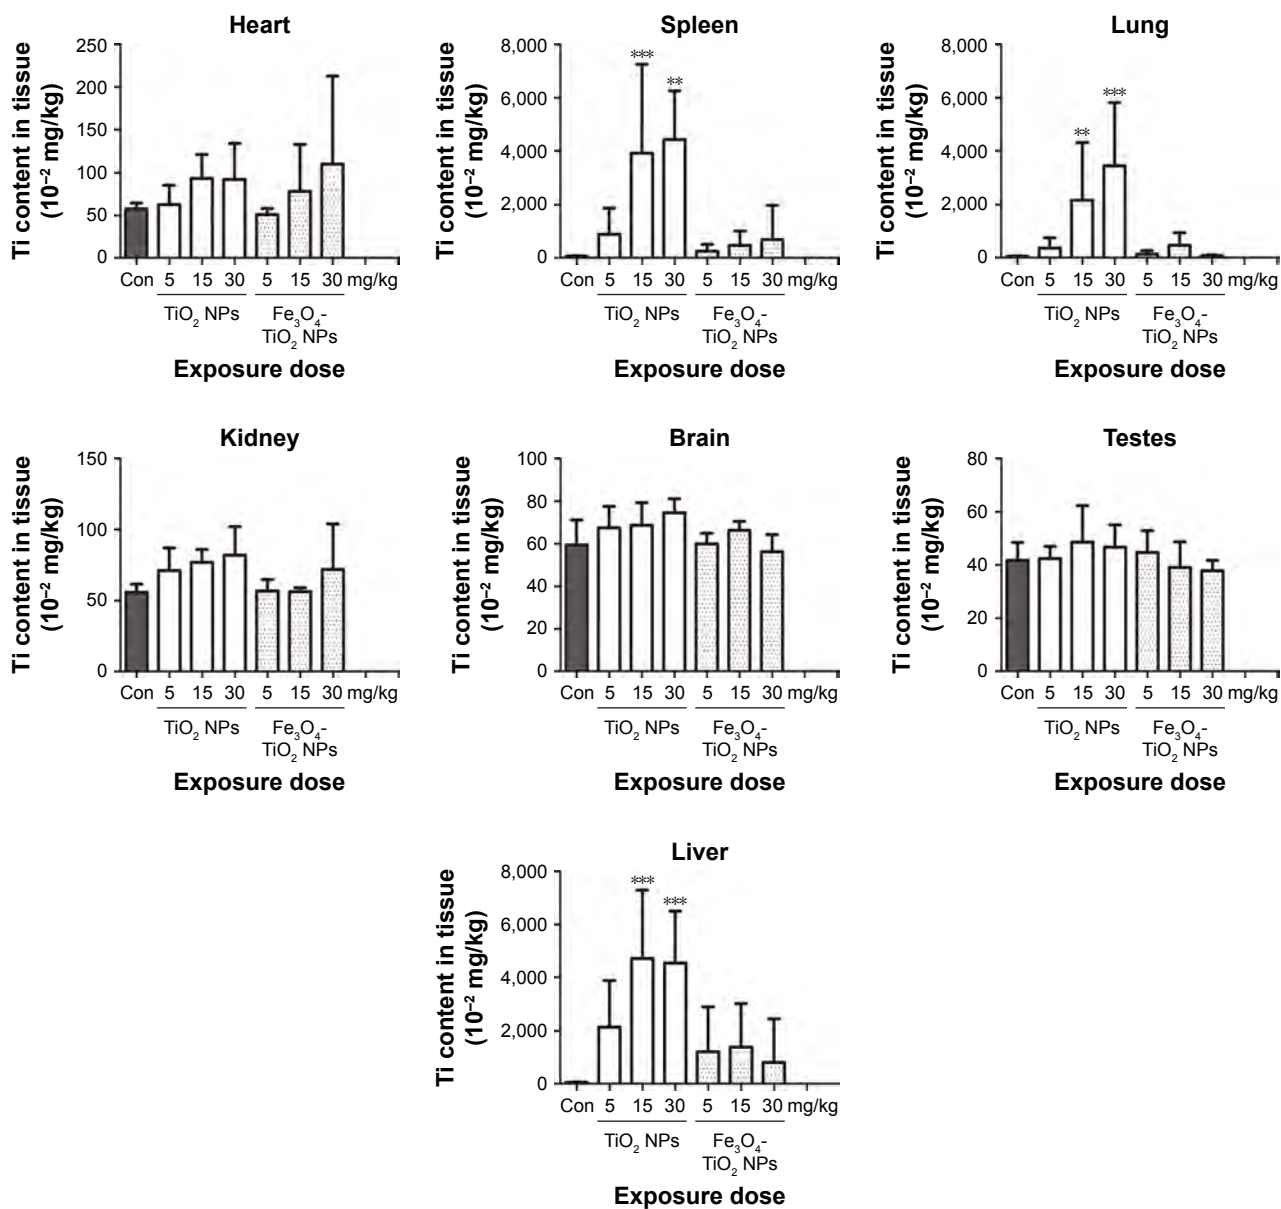 Heart
Ti content in tissue
(10⁻² mg/kg)
250
200
150
100
50
0
Con 5 15 30 5 15 30 mg/kg
TiO₂ NPs
Fe₃O₄-
TiO₂ NPs
Exposure dose
Spleen
Ti content in tissue
(10⁻² mg/kg)
8,000
6,000
4,000
2,000
0
***
**
Con 5 15 30 5 15 30 mg/kg
TiO₂ NPs
Fe₃O₄-
TiO₂ NPs
Exposure dose
Lung
Ti content in tissue
(10⁻² mg/kg)
8,000
6,000
4,000
2,000
0
**
***
Con 5 15 30 5 15 30 mg/kg
TiO₂ NPs
Fe₃O₄-
TiO₂ NPs
Exposure dose
Kidney
Ti content in tissue
(10⁻² mg/kg)
150
100
50
0
Con 5 15 30 5 15 30 mg/kg
TiO₂ NPs
Fe₃O₄-
TiO₂ NPs
Exposure dose
Brain
Ti content in tissue
(10⁻² mg/kg)
100
80
60
40
20
0
Con 5 15 30 5 15 30 mg/kg
TiO₂ NPs
Fe₃O₄-
TiO₂ NPs
Exposure dose
Testes
Ti content in tissue
(10⁻² mg/kg)
80
60
40
20
0
Con 5 15 30 5 15 30 mg/kg
TiO₂ NPs
Fe₃O₄-
TiO₂ NPs
Exposure dose
Liver
Ti content in tissue
(10⁻² mg/kg)
8,000
6,000
4,000
2,000
0
***
***
Con 5 15 30 5 15 30 mg/kg
TiO₂ NPs
Fe₃O₄-
TiO₂ NPs
Exposure dose